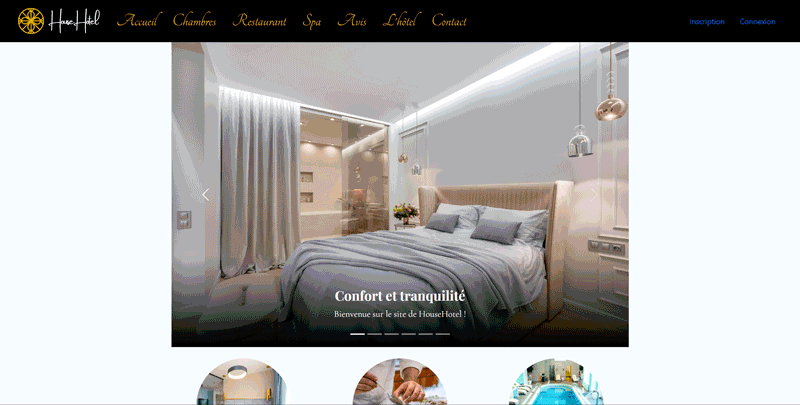 HouseHotel Accueil Chambres Restaurant Spa Avis L'hôtel Contact Inscription Connexion
Confort et tranquilité
Bienvenue sur le site de HouseHotel !